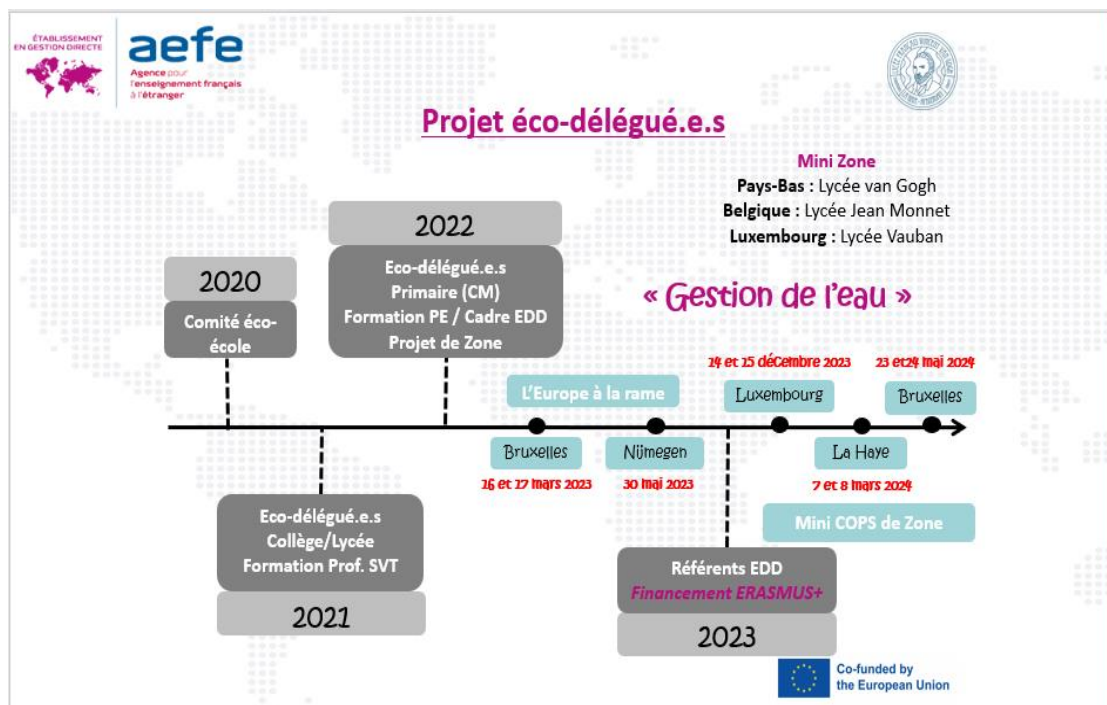 ÉTABLISSEMENT
EN GESTION DIRECTE
aefe
Agence pour
l'enseignement français
à l'étranger
Projet éco-délégué.e.s
Mini Zone
Pays-Bas : Lycée van Gogh
Belgique : Lycée Jean Monnet
Luxembourg : Lycée Vauban
« Gestion de l'eau »
2020
Comité éco-
école
2022
Eco-délégué.e.s
Primaire (CM)
Formation PE / Cadre EDD
Projet de Zone
L'Europe à la rame
14 et 15 décembre 2023
23 et24 mai 2024
Luxembourg
Bruxelles
Bruxelles
Nijmegen
La Haye
16 et 17 mars 2023
30 mai 2023
7 et 8 mars 2024
Mini COPS de Zone
Eco-délégué.e.s
Collège/Lycée
Formation Prof. SVT
2021
Référents EDD
Financement ERASMUS+
2023
Co-funded by
the European Union